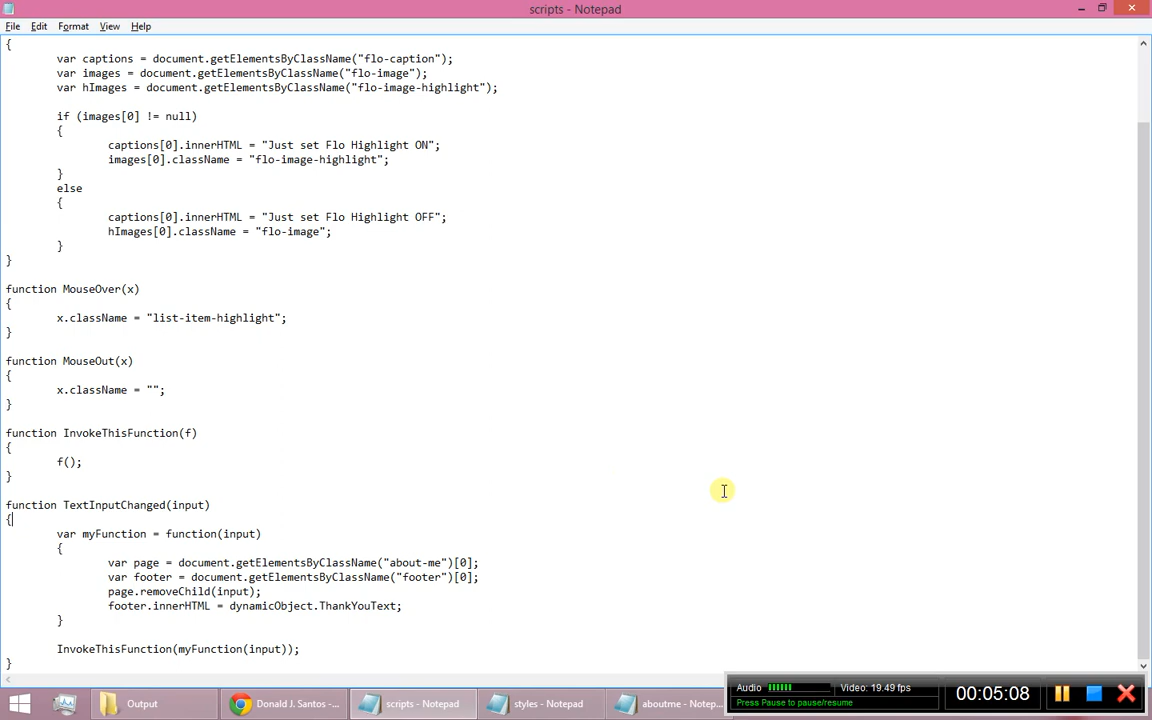 scripts - Notepad
File Edit Format View Help
{
var captions = document.getElementsByClassName("flo-caption");
var images = document.getElementsByClassName("flo-image");
var hImages = document.getElementsByClassName("flo-image-highlight");
if (images[0] != null)
{
captions[0].innerHTML = "Just set Flo Highlight ON";
images[0].className = "flo-image-highlight";
}
else
{
captions[0].innerHTML = "Just set Flo Highlight OFF";
hImages[0].className = "flo-image";
}
}
function MouseOver(x)
{
x.className = "list-item-highlight";
}
function MouseOut(x)
{
x.className = "";
}
function InvokeThisFunction(f)
{
f();
}
function TextInputChanged(input)
{
var myFunction = function(input)
{
var page = document.getElementsByClassName("about-me")[0];
var footer = document.getElementsByClassName("footer")[0];
page.removeChild(input);
footer.innerHTML = dynamicObject.ThankYouText;
}
InvokeThisFunction(myFunction(input));
}
Output Donald J. Santos -... scripts - Notepad styles - Notepad aboutme - Notep...
Audio Video: 19.49 fps 00:05:08
Press Pause to pause/resume